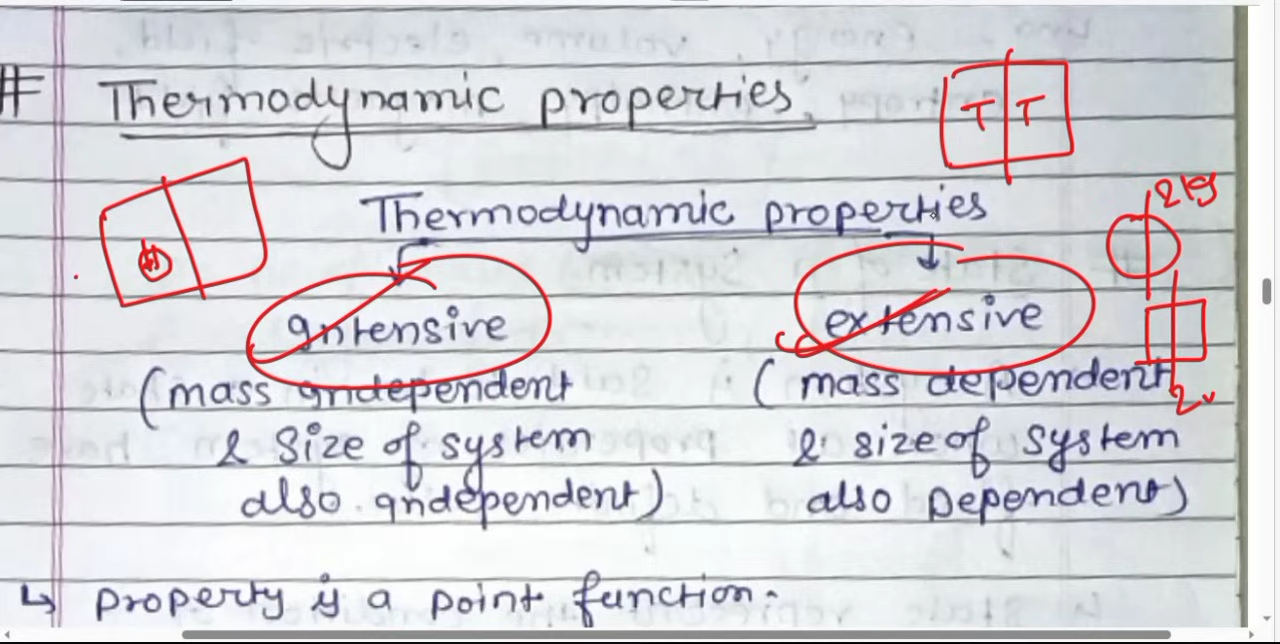 # Thermodynamic properties
T T
Thermodynamic properties
Intensive extensive
(mass independent ( mass dependent
& Size of system & size of system
also independent) also Dependent)
↳ property is a point function.